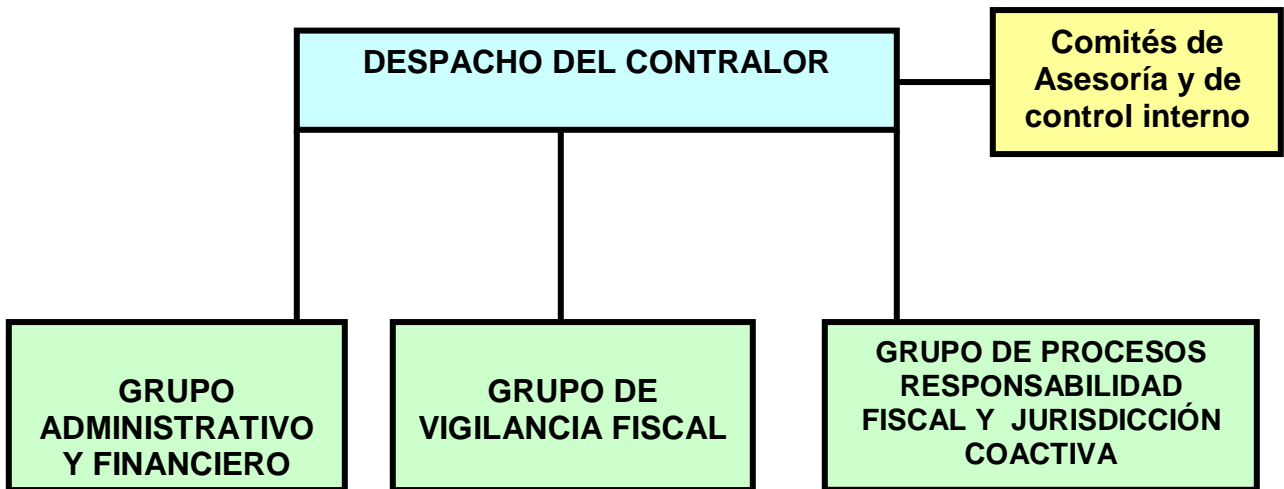 DESPACHO DEL CONTRALOR
Comités de
Asesoría y de
control interno
GRUPO
ADMINISTRATIVO
Y FINANCIERO
GRUPO DE
VIGILANCIA FISCAL
GRUPO DE PROCESOS
RESPONSABILIDAD
FISCAL Y JURISDICCIÓN
COACTIVA